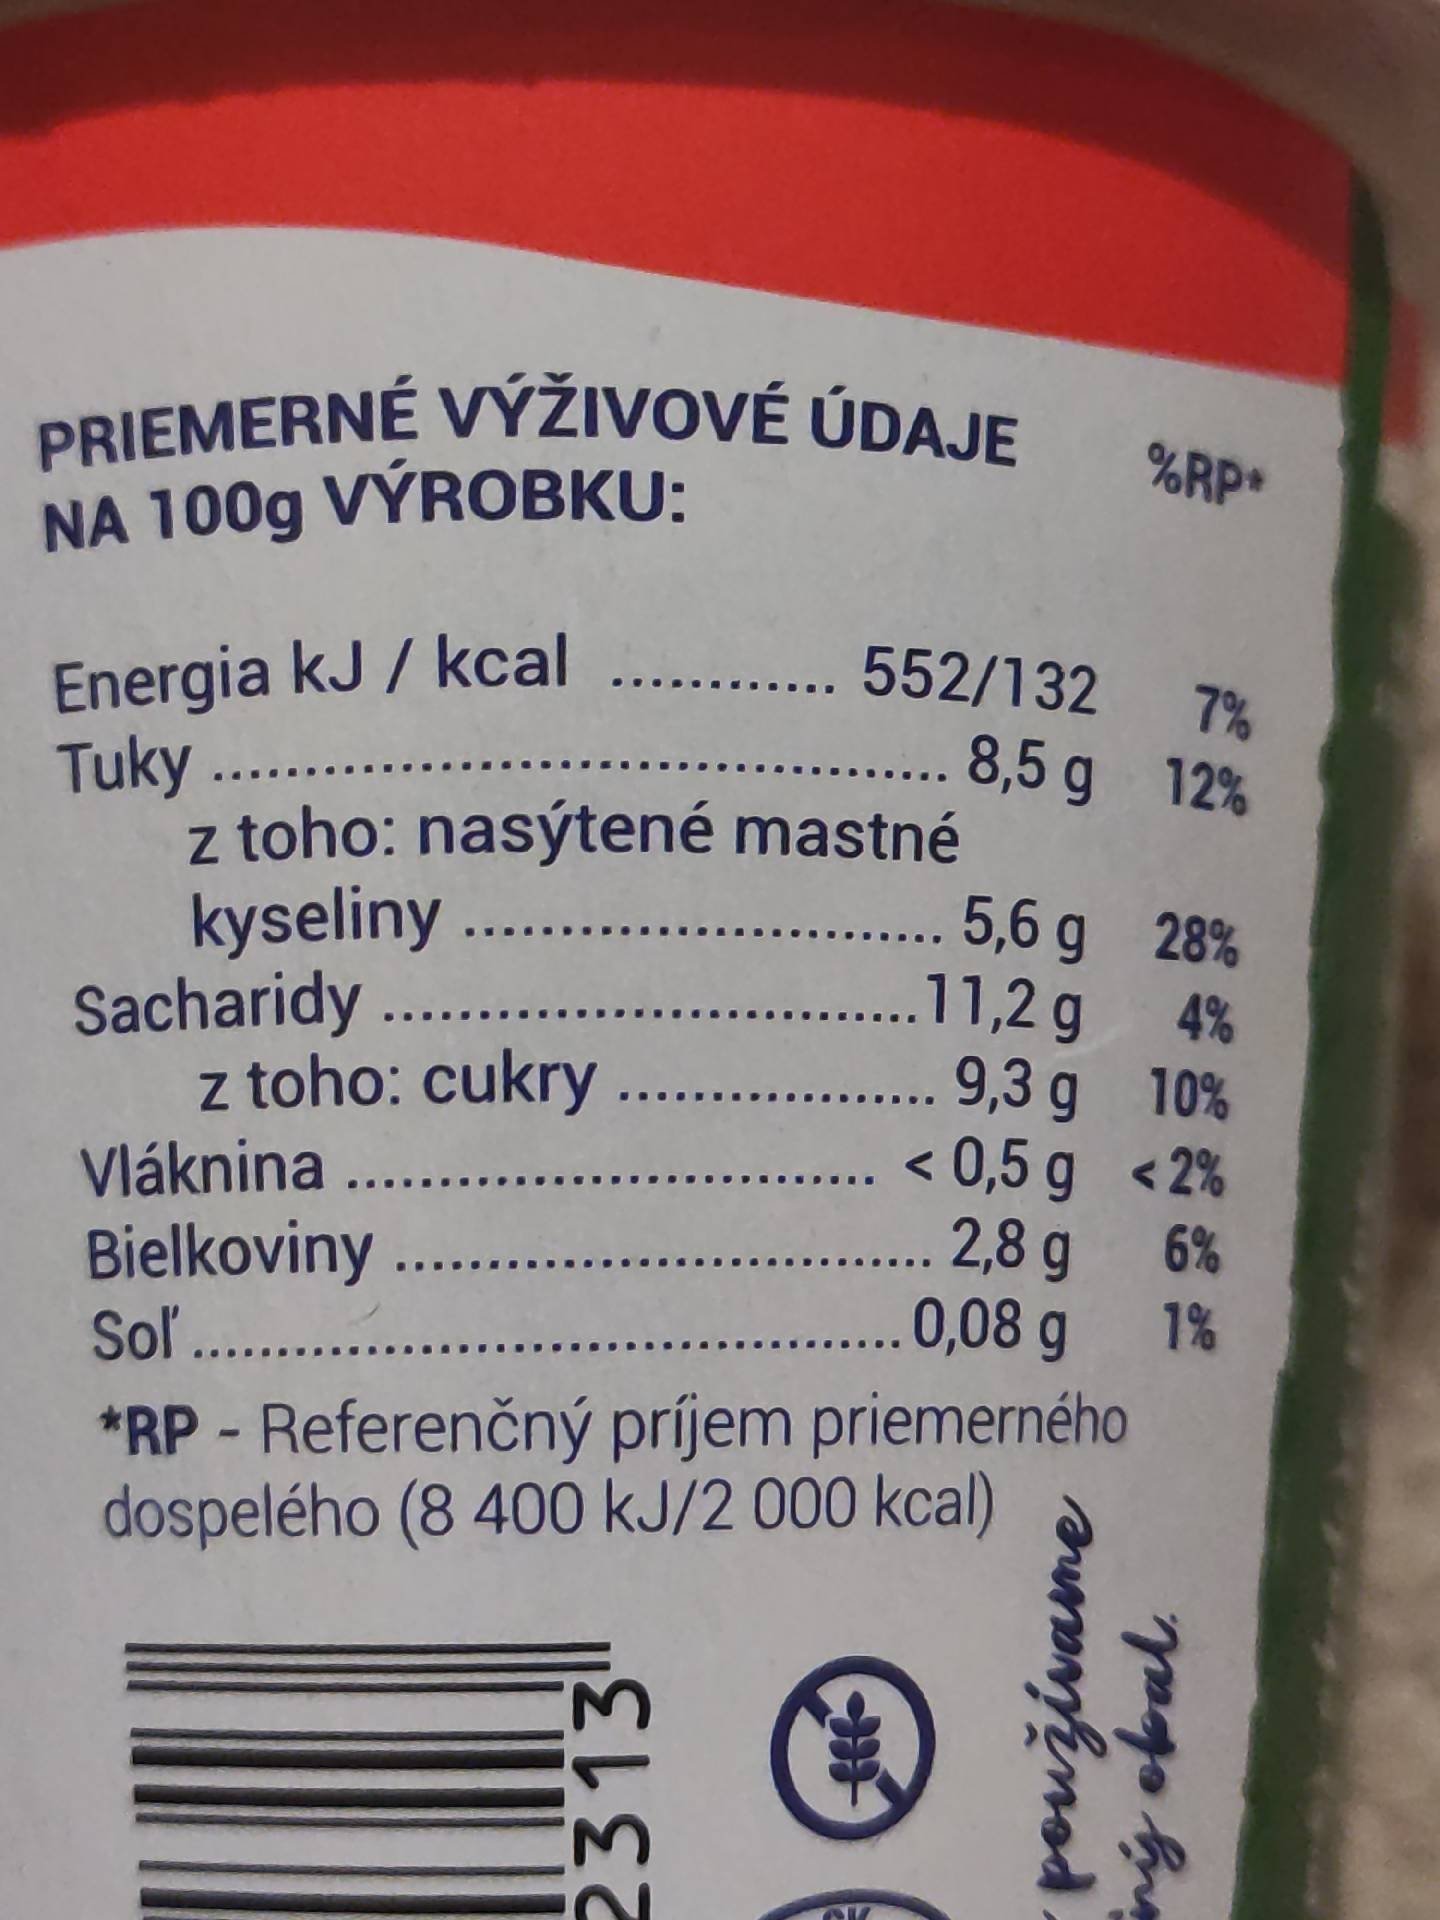 PRIEMERNÉ VÝŽIVOVÉ ÚDAJE %RP*
NA 100g VÝROBKU:
Energia kJ / kcal ............ 552/132 7%
Tuky ........................................ 8,5 g 12%
z toho: nasýtené mastné
kyseliny .......................... 5,6 g 28%
Sacharidy .............................11,2 g 4%
z toho: cukry ................. 9,3 g 10%
Vláknina ............................. < 0,5 g < 2%
Bielkoviny ............................. 2,8 g 6%
Soľ ...................................... 0,08 g 1%
*RP - Referenčný príjem priemerného
dospelého (8 400 kJ/2 000 kcal)
používame
obal.
2313